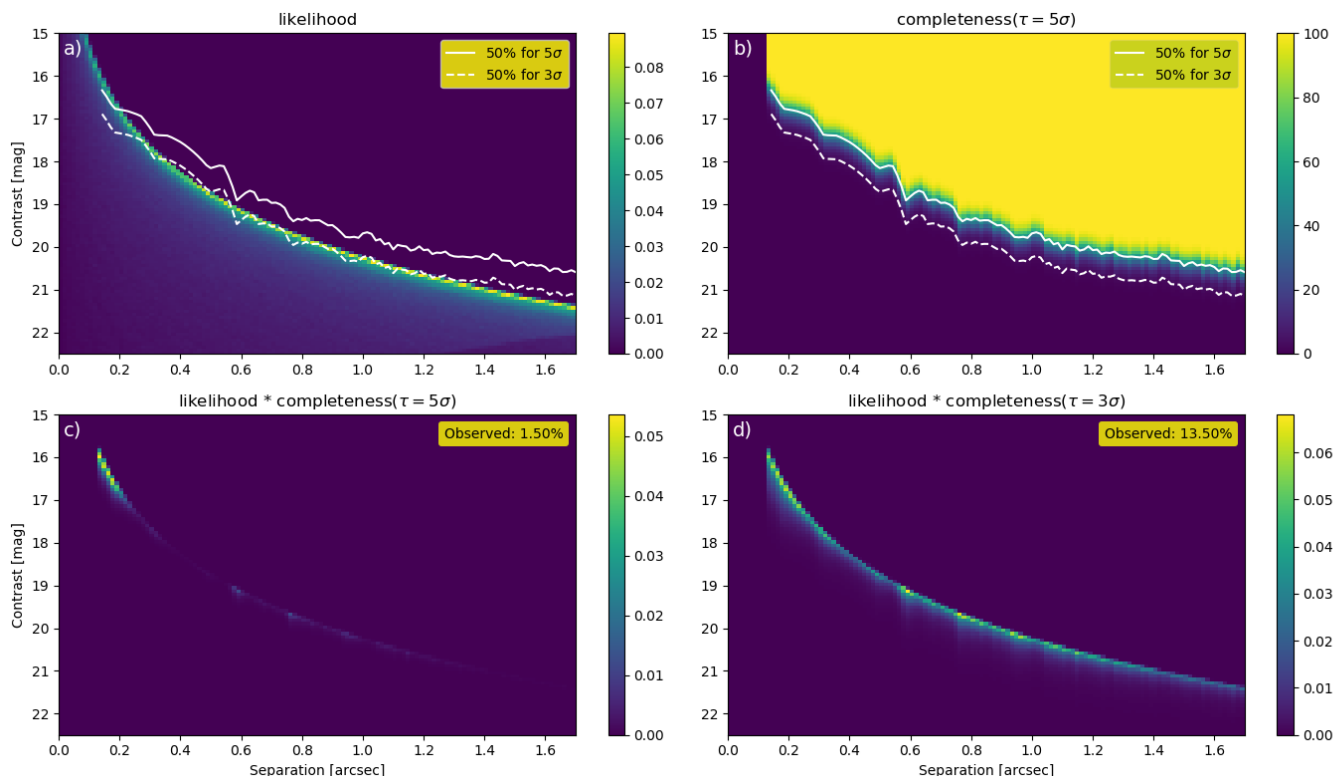 likelihood
a)
50% for 5σ
50% for 3σ
15
16
17
18
19
20
21
22
Contrast [mag]
0.0 0.2 0.4 0.6 0.8 1.0 1.2 1.4 1.6
0.08
0.07
0.06
0.05
0.04
0.03
0.02
0.01
0.00
completeness(τ = 5σ)
b)
50% for 5σ
50% for 3σ
15
16
17
18
19
20
21
22
0.0 0.2 0.4 0.6 0.8 1.0 1.2 1.4 1.6
100
80
60
40
20
0
likelihood * completeness(τ = 5σ)
c)
Observed: 1.50%
15
16
17
18
19
20
21
22
Contrast [mag]
0.0 0.2 0.4 0.6 0.8 1.0 1.2 1.4 1.6
Separation [arcsec]
0.05
0.04
0.03
0.02
0.01
0.00
likelihood * completeness(τ = 3σ)
d)
Observed: 13.50%
15
16
17
18
19
20
21
22
0.0 0.2 0.4 0.6 0.8 1.0 1.2 1.4 1.6
Separation [arcsec]
0.06
0.05
0.04
0.03
0.02
0.01
0.00